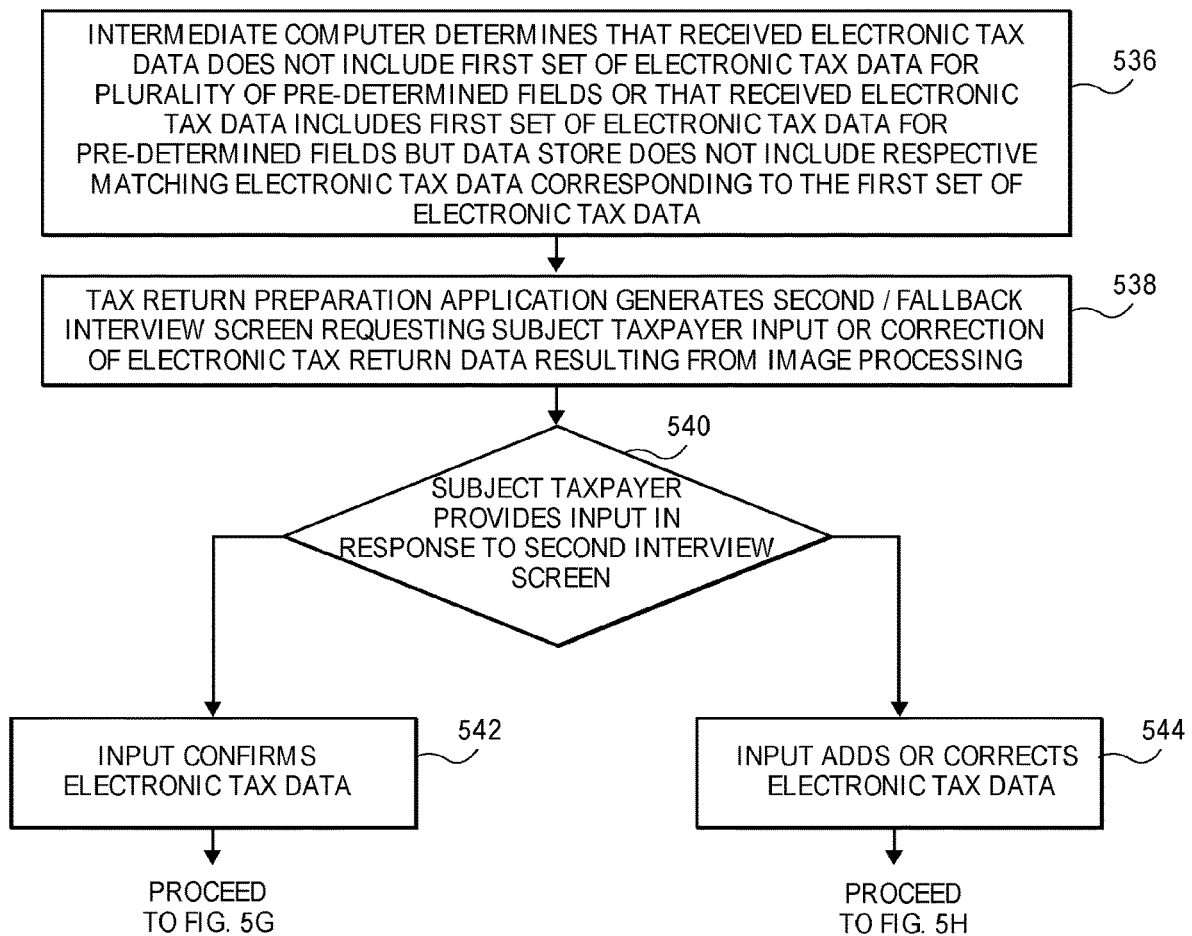 INTERMEDIATE COMPUTER DETERMINES THAT RECEIVED ELECTRONIC TAX
DATA DOES NOT INCLUDE FIRST SET OF ELECTRONIC TAX DATA FOR
PLURALITY OF PRE-DETERMINED FIELDS OR THAT RECEIVED ELECTRONIC
TAX DATA INCLUDES FIRST SET OF ELECTRONIC TAX DATA FOR
PRE-DETERMINED FIELDS BUT DATA STORE DOES NOT INCLUDE RESPECTIVE
MATCHING ELECTRONIC TAX DATA CORRESPONDING TO THE FIRST SET OF
ELECTRONIC TAX DATA
536
TAX RETURN PREPARATION APPLICATION GENERATES SECOND / FALLBACK
INTERVIEW SCREEN REQUESTING SUBJECT TAXPAYER INPUT OR CORRECTION
OF ELECTRONIC TAX RETURN DATA RESULTING FROM IMAGE PROCESSING
538
540
SUBJECT TAXPAYER
PROVIDES INPUT IN
RESPONSE TO SECOND INTERVIEW
SCREEN
INPUT CONFIRMS
ELECTRONIC TAX DATA
542
PROCEED
TO FIG. 5G
INPUT ADDS OR CORRECTS
ELECTRONIC TAX DATA
544
PROCEED
TO FIG. 5H